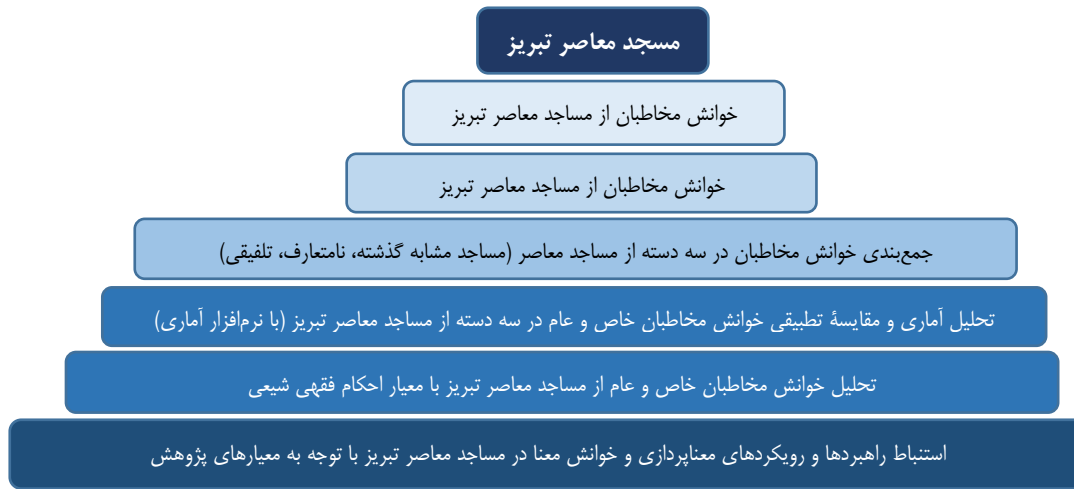 مسجد معاصر تبریز
خوانش مخاطبان از مساجد معاصر تبریز
خوانش مخاطبان از مساجد معاصر تبریز
جمع‌بندی خوانش مخاطبان در سه دسته از مساجد معاصر (مساجد مشابه گذشته، نامتعارف، تلفیقی)
تحلیل آماری و مقایسهٔ تطبیقی خوانش مخاطبان خاص و عام در سه دسته از مساجد معاصر تبریز (با نرم‌افزار آماری)
تحلیل خوانش مخاطبان خاص و عام از مساجد معاصر تبریز با معیار احکام فقهی شیعی
استنباط راهبردها و رویکردهای معناپردازی و خوانش معنا در مساجد معاصر تبریز با توجه به معیارهای پژوهش